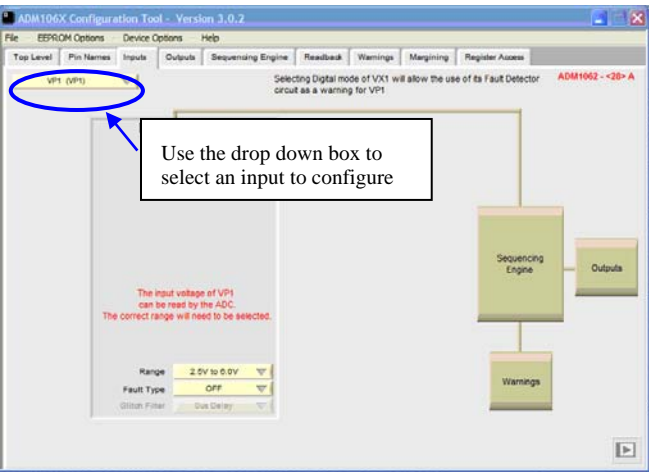 ADM106X Configuration Tool - Version 3.0.2
File EEPROM Options Device Options Help
Top Level Pin Names Inputs Outputs Sequencing Engine Readback Warnings Margining Register Access
VP1 (VP1)
Selecting Digital mode of VX1 will allow the use of its Fault Detector
circuit as a warning for VP1
ADM1062 - <28> A
Use the drop down box to
select an input to configure
Sequencing
Engine
Outputs
The input voltage of VP1
can be read by the ADC.
The correct range will need to be selected.
Range 2.5V to 6.0V
Fault Type OFF
Glitch Filter 0us Delay
Warnings